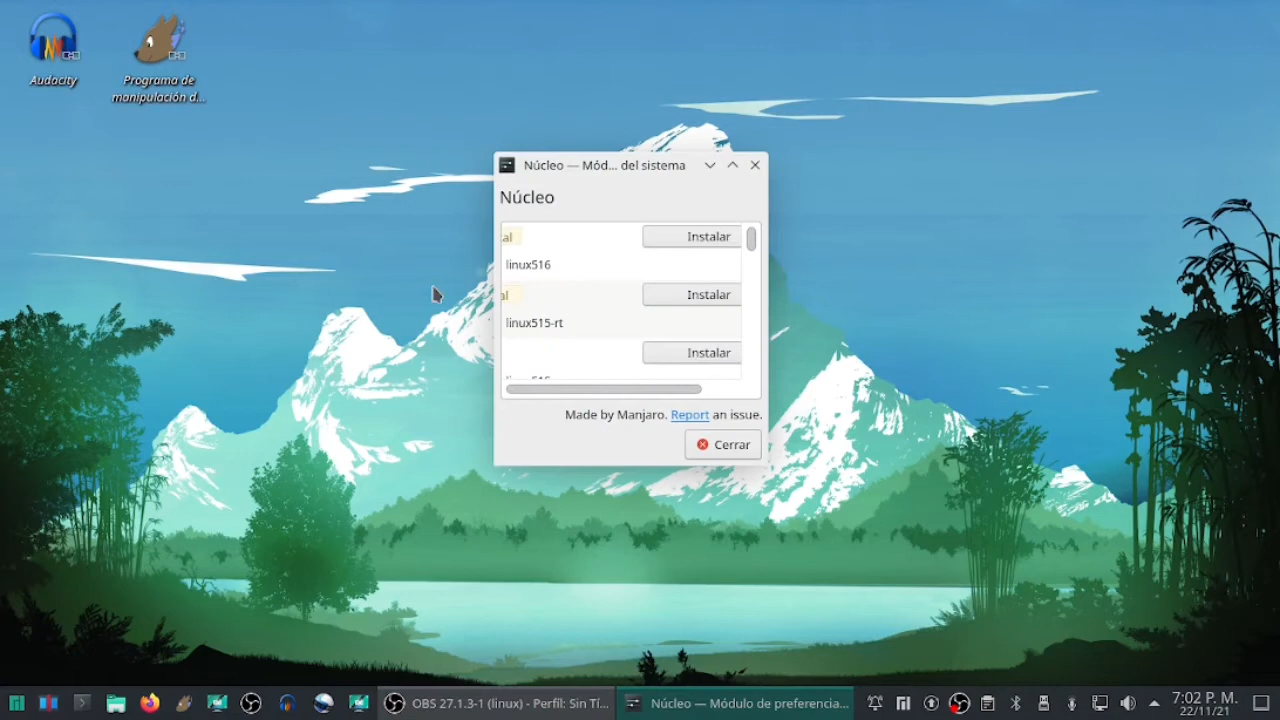 Audacity
Programa de
manipulación d...
Núcleo — Mód... del sistema
Núcleo
al
Instalar
linux516
al
Instalar
linux515-rt
Instalar
Made by Manjaro. Report an issue.
Cerrar
OBS 27.1.3-1 (linux) - Perfil: Sin Tí...
Núcleo — Módulo de preferencia...
7:02 P. M.
22/11/21